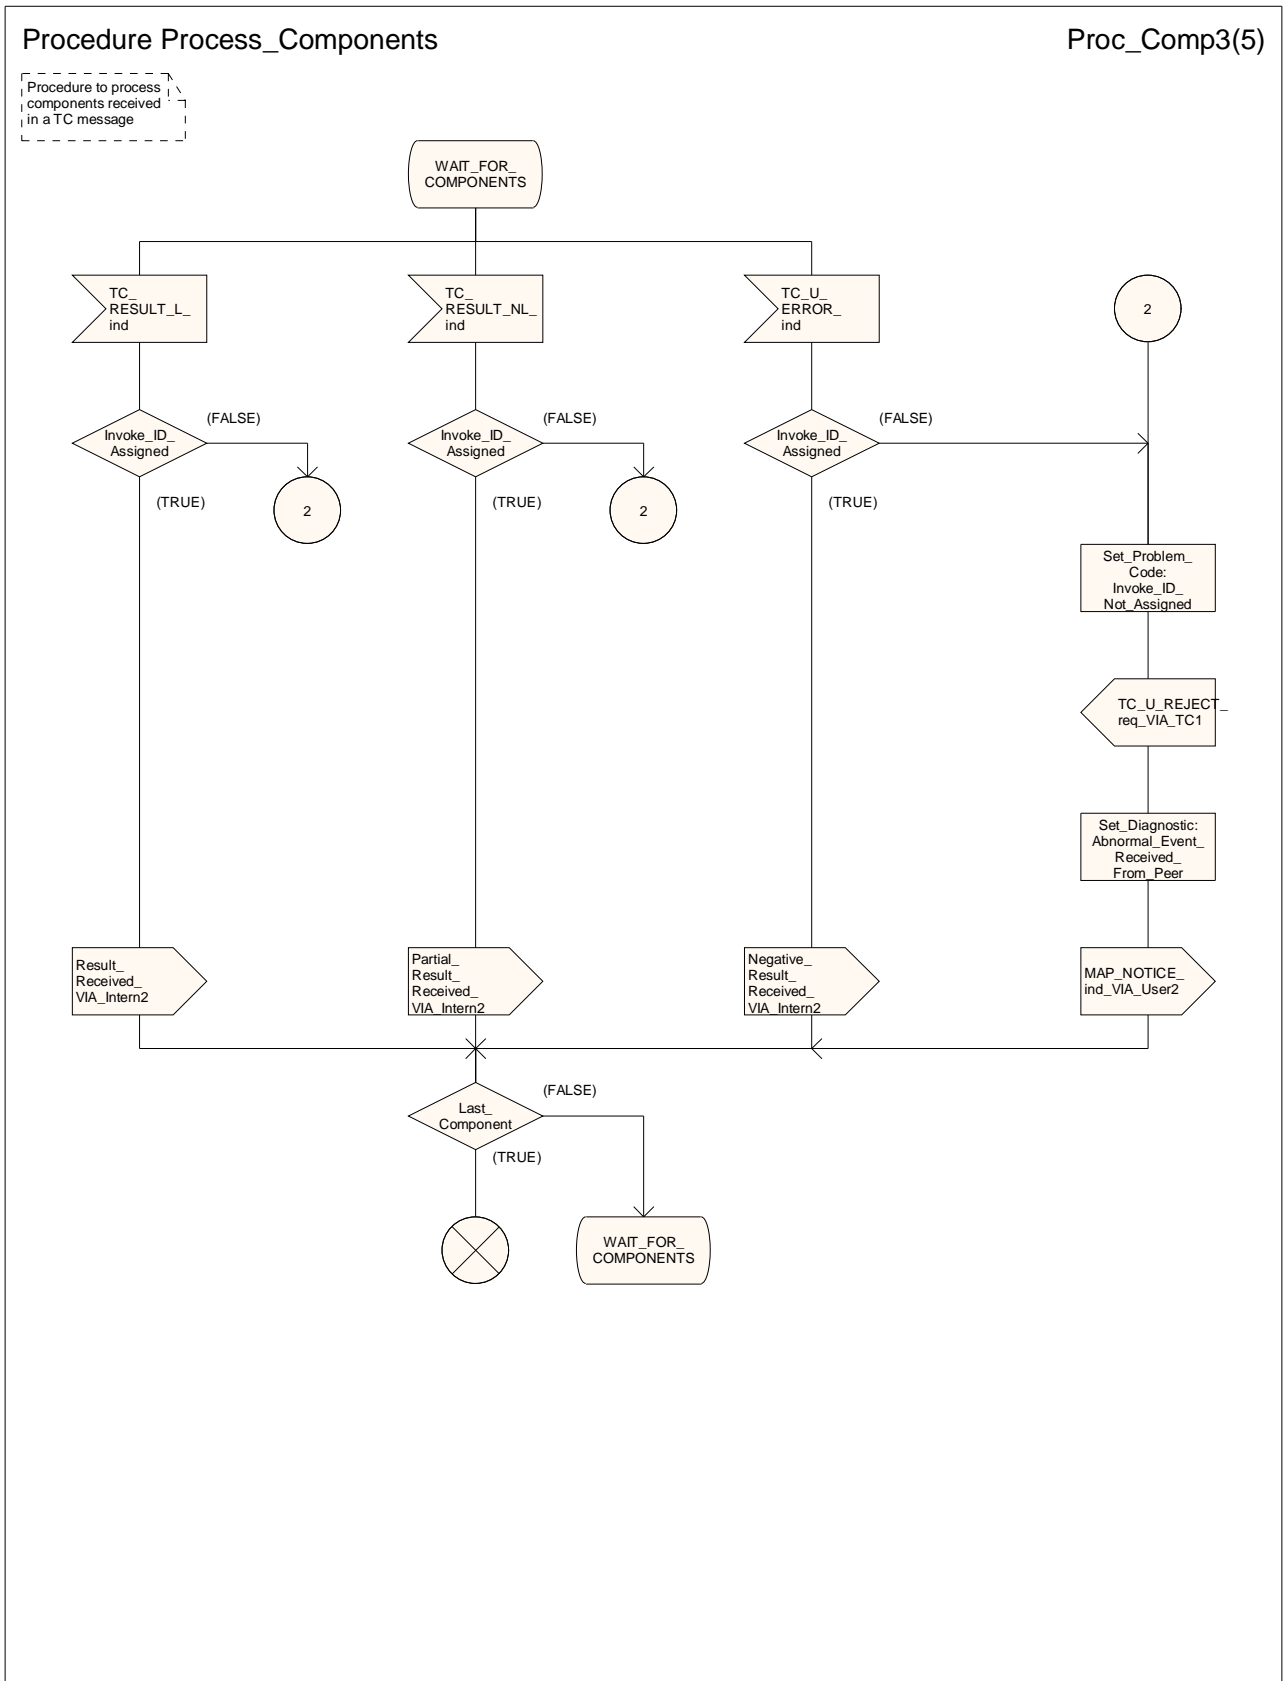 Procedure Process_Components
Proc_Comp3(5)
Procedure to process
components received
in a TC message
WAIT_FOR_
COMPONENTS
TC_
RESULT_L_
ind
TC_
RESULT_NL_
ind
TC_U_
ERROR_
ind
2
Invoke_ID_
Assigned
(FALSE)
(TRUE)
2
Invoke_ID_
Assigned
(FALSE)
(TRUE)
2
Invoke_ID_
Assigned
(FALSE)
(TRUE)
Set_Problem_
Code:
Invoke_ID_
Not_Assigned
TC_U_REJECT_
req_VIA_TC1
Set_Diagnostic:
Abnormal_Event_
Received_
From_Peer
Result_
Received_
VIA_Intern2
Partial_
Result_
Received_
VIA_Intern2
Negative_
Result_
Received_
VIA_Intern2
MAP_NOTICE_
ind_VIA_User2
Last_
Component
(FALSE)
(TRUE)
WAIT_FOR_
COMPONENTS